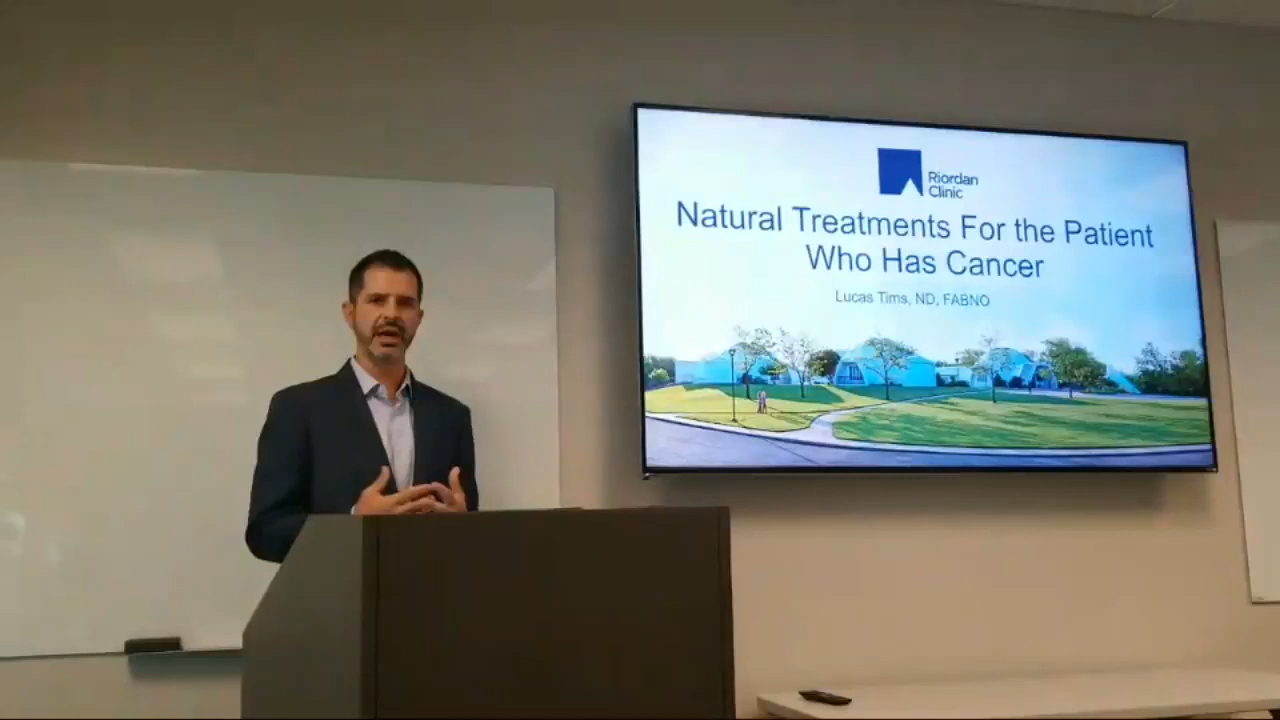 Riordan
Clinic
Natural Treatments For the Patient
Who Has Cancer
Lucas Tims, ND, FABNO